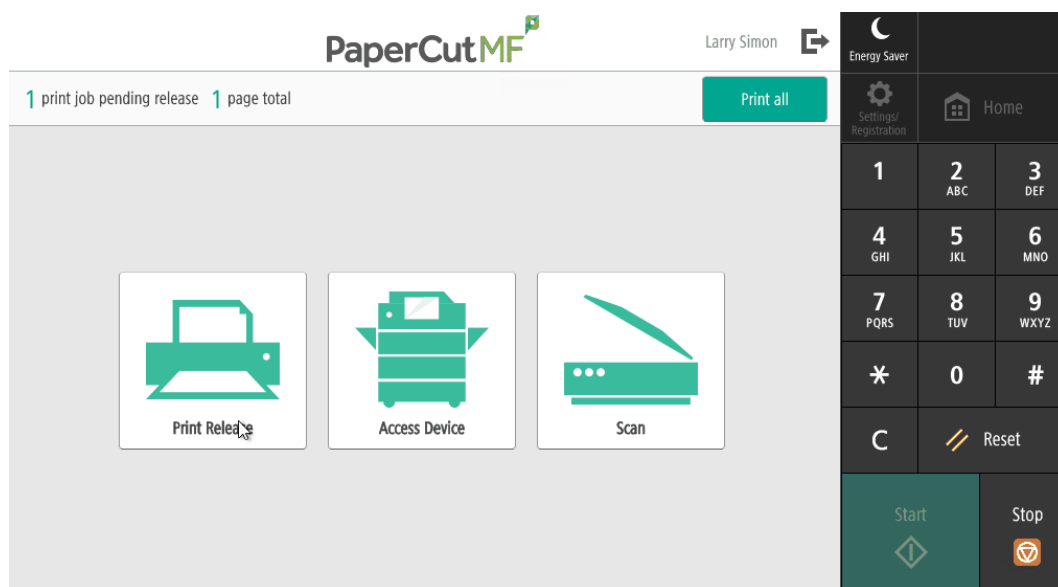 PaperCutMF
Larry Simon
1 print job pending release 1 page total
Print all
Print Release
Access Device
Scan
Energy Saver
Settings/
Registration
Home
1
2
ABC
3
DEF
4
GHI
5
JKL
6
MNO
7
PQRS
8
TUV
9
WXYZ
*
0
#
C
Reset
Start
Stop